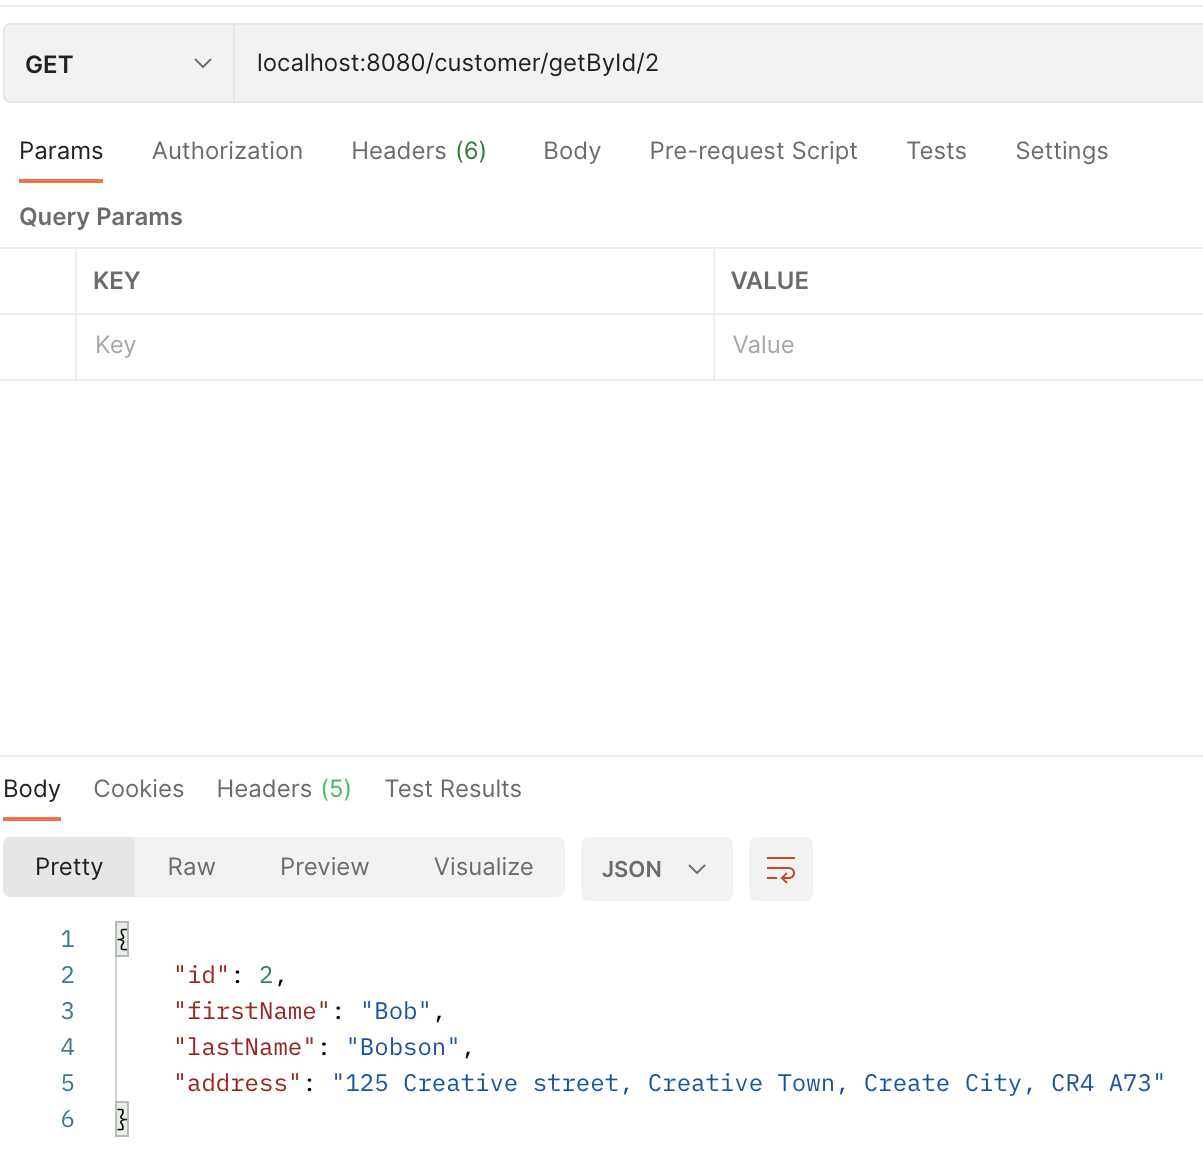 GET localhost:8080/customer/getById/2
Params Authorization Headers (6) Body Pre-request Script Tests Settings
Query Params
KEY VALUE
Key Value
Body Cookies Headers (5) Test Results
Pretty Raw Preview Visualize JSON
1 {
2 "id": 2,
3 "firstName": "Bob",
4 "lastName": "Bobson",
5 "address": "125 Creative street, Creative Town, Create City, CR4 A73"
6 }